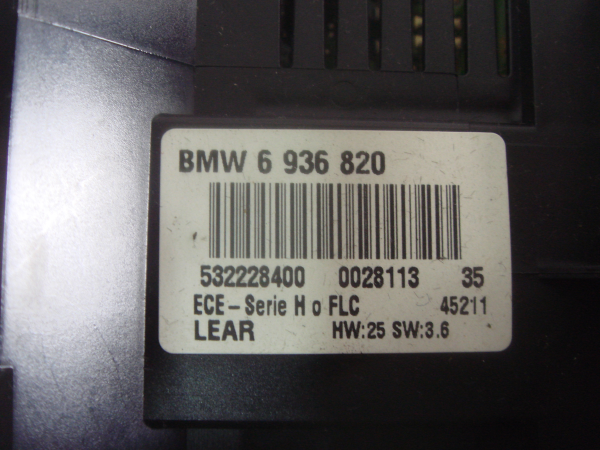 BMW 6 936 820
532228400 0028113 35
ECE-Serie H o FLC 45211
LEAR HW:25 SW:3.6